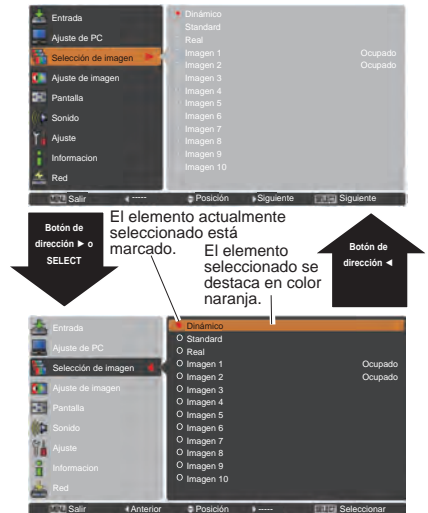 Entrada
Ajuste de PC
Selección de imagen
Ajuste de imagen
Pantalla
Sonido
Ajuste
Informacion
Red
Dinámico
Standard
Real
Imagen 1 Ocupado
Imagen 2 Ocupado
Imagen 3
Imagen 4
Imagen 5
Imagen 6
Imagen 7
Imagen 8
Imagen 9
Imagen 10
Salir ----- Posición Siguiente Siguiente
Botón de
dirección ► o
SELECT
El elemento actualmente
seleccionado está
marcado.
El elemento
seleccionado se
destaca en color
naranja.
Botón de
dirección ◄
Entrada
Ajuste de PC
Selección de imagen
Ajuste de imagen
Pantalla
Sonido
Ajuste
Informacion
Red
Dinámico
O Standard
O Real
O Imagen 1 Ocupado
O Imagen 2 Ocupado
O Imagen 3
O Imagen 4
O Imagen 5
O Imagen 6
O Imagen 7
O Imagen 8
O Imagen 9
O Imagen 10
Salir Anterior Posición ----- Seleccionar